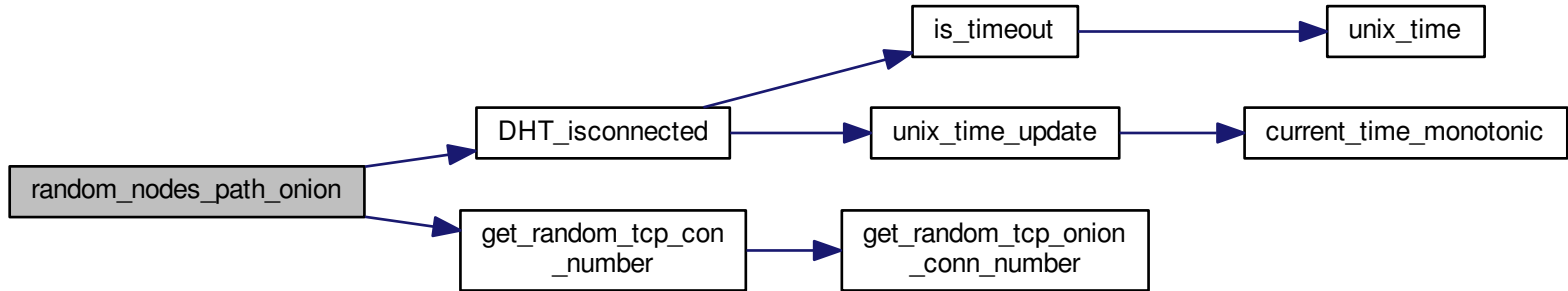 is_timeout
unix_time
DHT_isconnected
unix_time_update
current_time_monotonic
random_nodes_path_onion
get_random_tcp_con
_number
get_random_tcp_onion
_conn_number